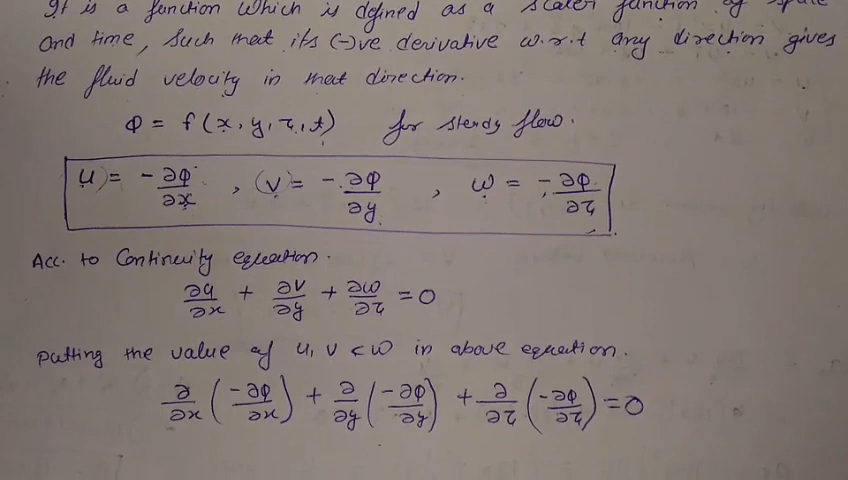 It is a function which is defined as a scaler function of space
and time, such that its (-)ve derivative w.r.t any direction gives
the fluid velocity in that direction.
Φ = f(x, y, z, t) for steady flow.
u = -∂Φ/∂x , (v) = -∂Φ/∂y , ω = -∂Φ/∂z
Acc. to Continuity equation.
∂u/∂x + ∂v/∂y + ∂ω/∂z = 0
putting the value of u, v & ω in above equation.
∂/∂x (-∂Φ/∂x) + ∂/∂y (-∂Φ/∂y) + ∂/∂z (-∂Φ/∂z) = 0